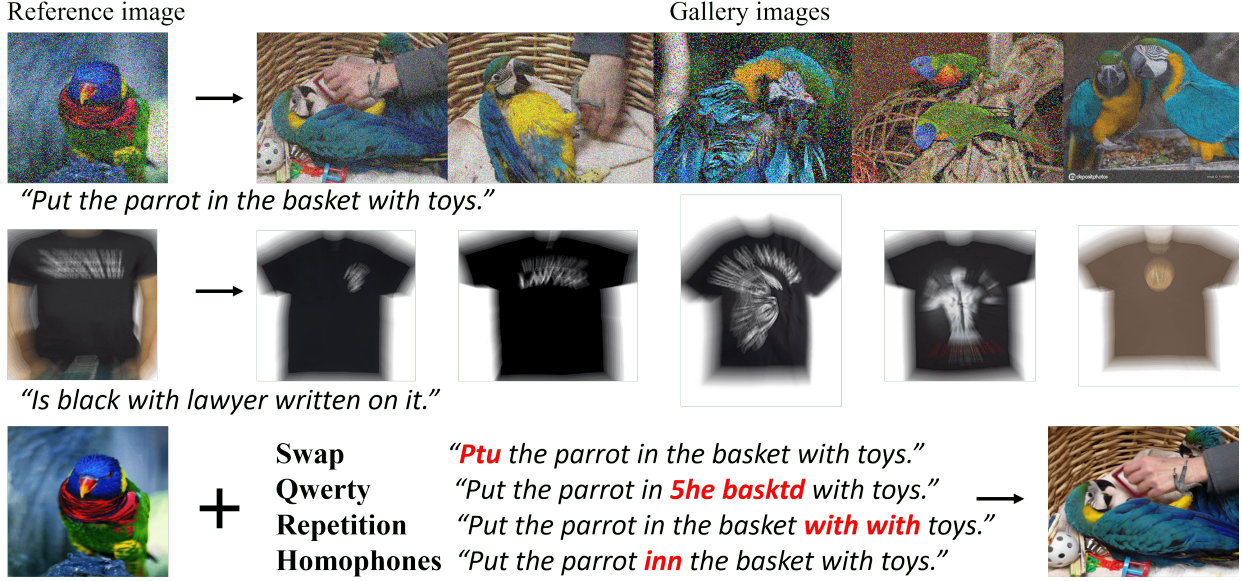 Reference image
Gallery images
depositphotos
“Put the parrot in the basket with toys.”
“Is black with lawyer written on it.”
Swap “Ptu the parrot in the basket with toys.”
Qwerty “Put the parrot in 5he basktd with toys.”
+
Repetition “Put the parrot in the basket with with toys.”
Homophones “Put the parrot inn the basket with toys.”